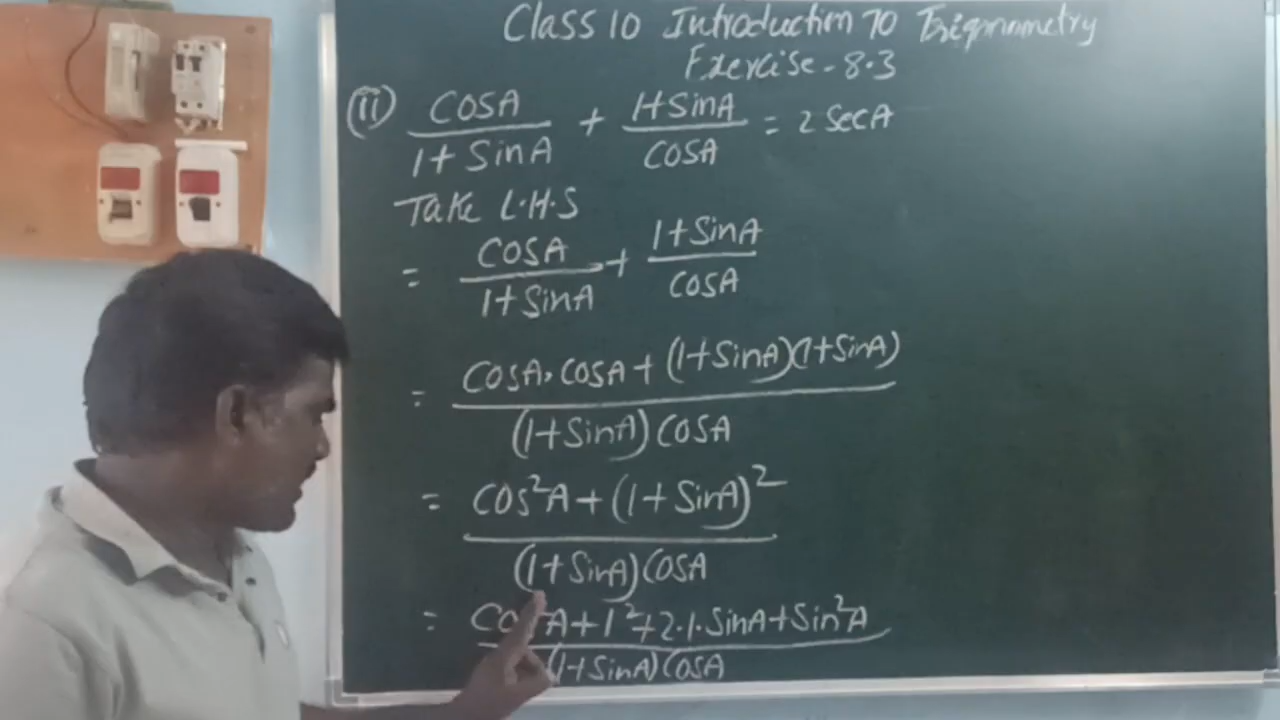 Class 10 Introduction To Trignometry
Exercise - 8.3
(ii) COSA/1+SinA + 1+SinA/COSA = 2 SecA
Take L.H.S
= COSA/1+SinA + 1+SinA/COSA
= COSA.COSA+(1+SinA)(1+SinA)/(1+SinA)COSA
= COS²A+(1+SinA)²/(1+SinA)COSA
= COS²A+1²+2.1.SinA+Sin²A/(1+SinA)COSA